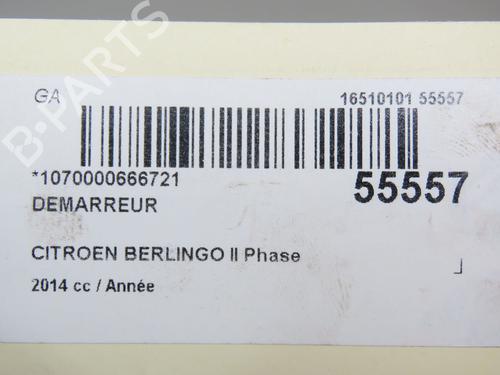 GA
16510101 55557
*1070000666721
55557
DEMARREUR
CITROEN BERLINGO II Phase
2014 cc / Année
B-PARTS